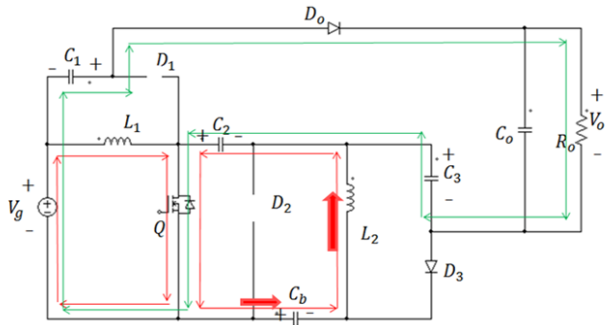 D_o
C_1
D_1
- +
L_1
C_2
+ -
+
C_o
R_o
V_o
-
+
C_3
-
+
V_g
-
Q
D_2
L_2
D_3
C_b
+ -